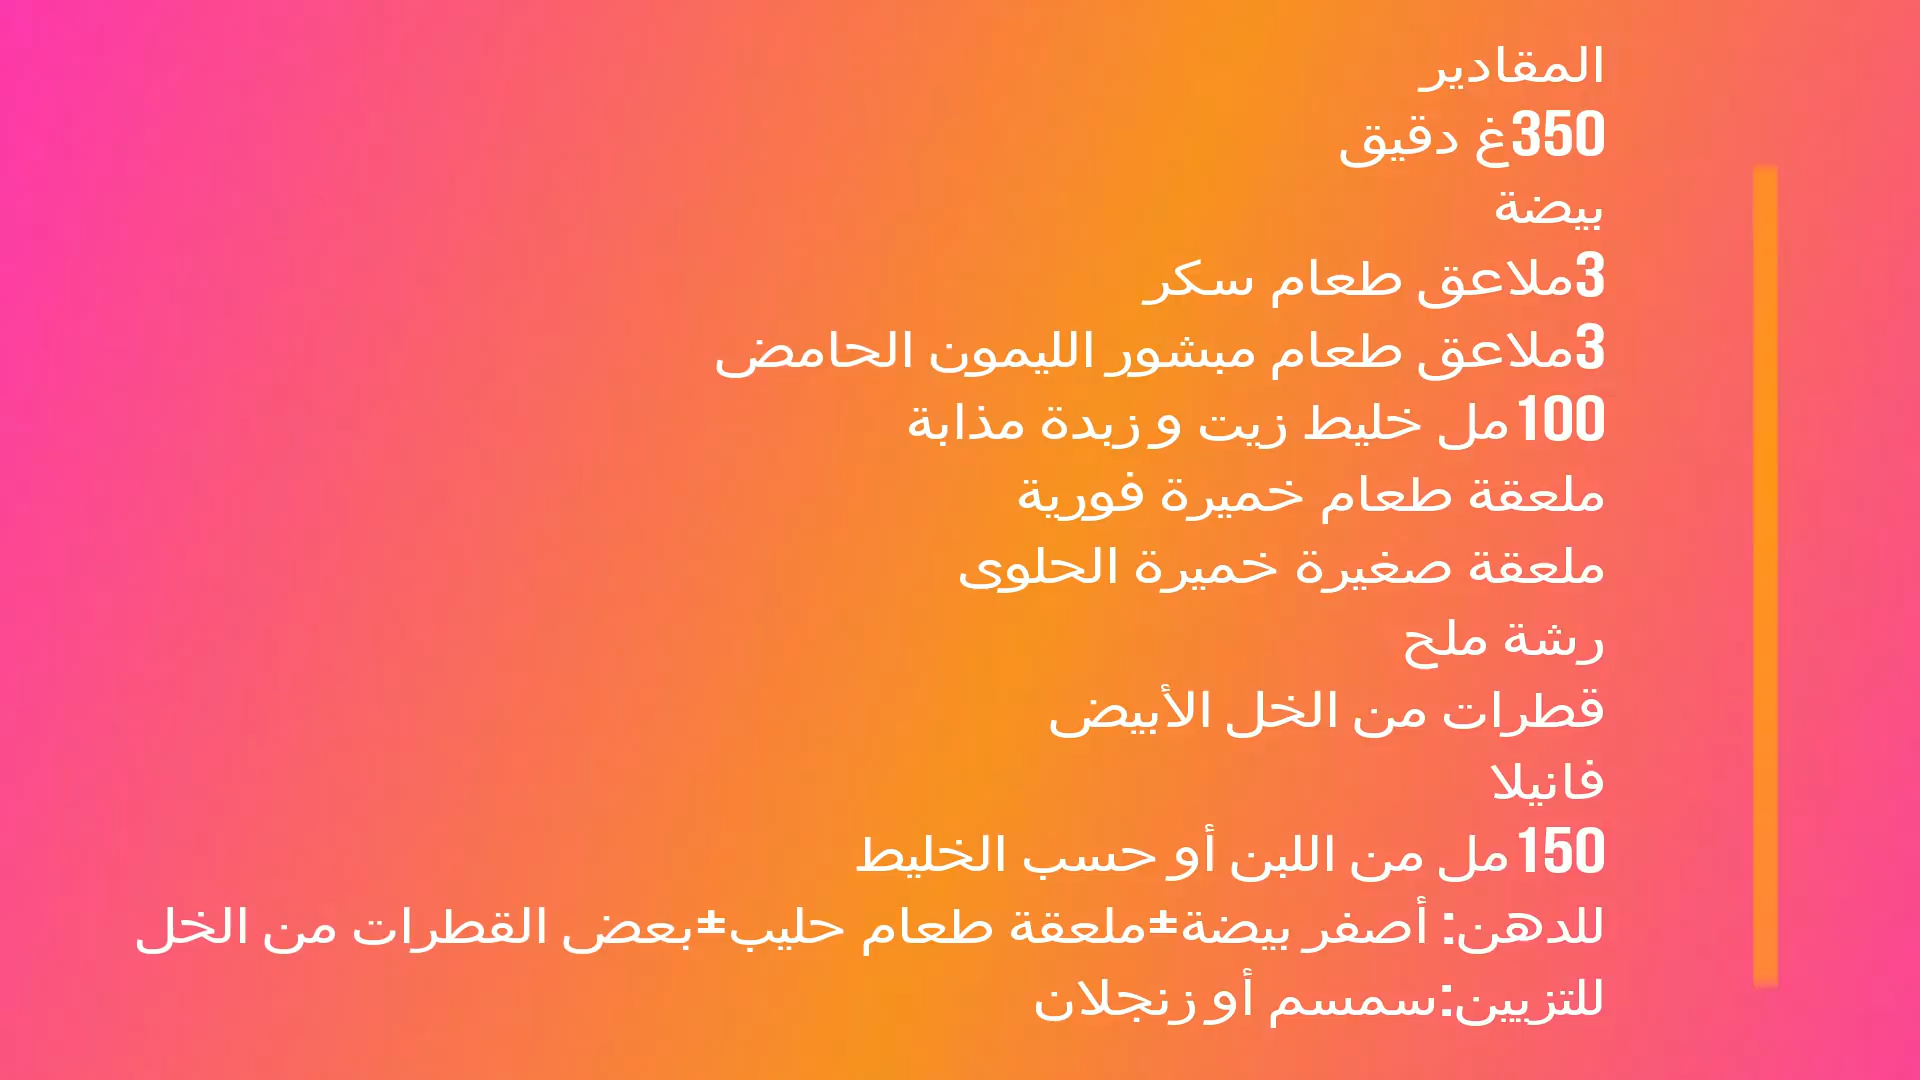 المقادير
350غ دقيق
بيضة
3ملاعق طعام سكر
3ملاعق طعام مبشور الليمون الحامض
100مل خليط زيت و زبدة مذابة
ملعقة طعام خميرة فورية
ملعقة صغيرة خميرة الحلوى
رشة ملح
قطرات من الخل الأبيض
فانيلا
150مل من اللبن أو حسب الخليط
للدهن: أصفر بيضة±ملعقة طعام حليب±بعض القطرات من الخل
للتزيين:سمسم أو زنجلان